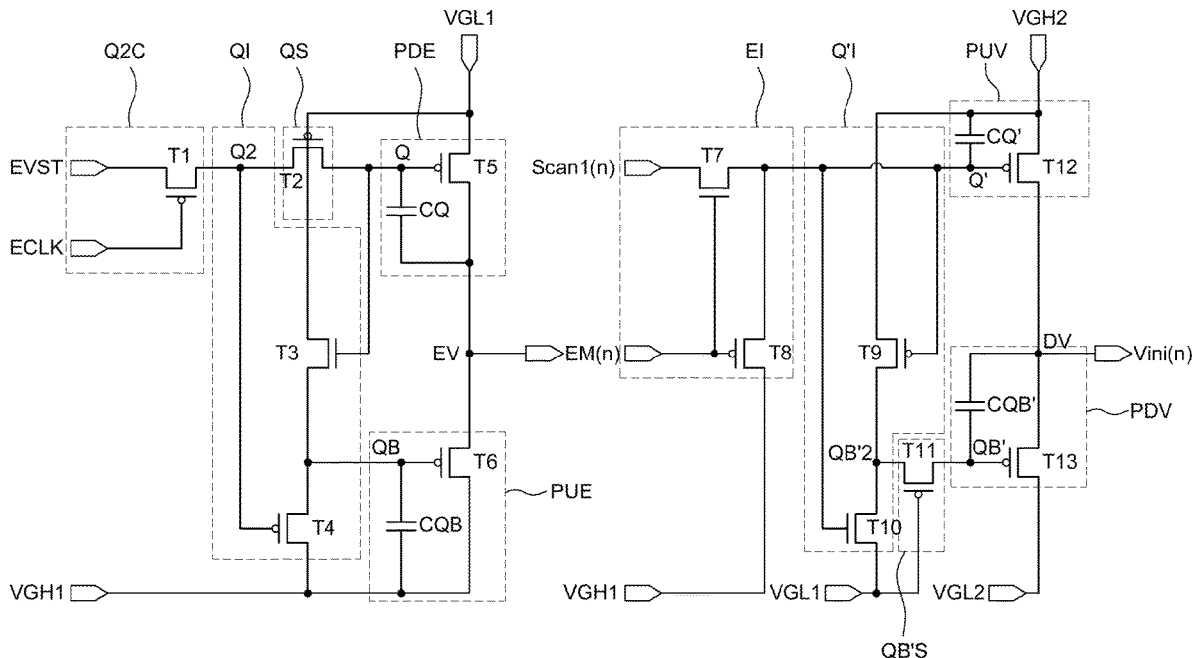 VGL1
VGH2
Q2C
QI
QS
PDE
EI
Q'I
PUV
EVST
T1
Q2
T2
Q
T5
CQ
Scan1(n)
T7
CQ'
Q'
T12
ECLK
T3
EV
EM(n)
T8
T9
DV
Vini(n)
CQB'
PDV
QB
T6
QB'2
T11
QB'
T13
PUE
T4
CQB
T10
VGH1
VGH1
VGL1
VGL2
QB'S